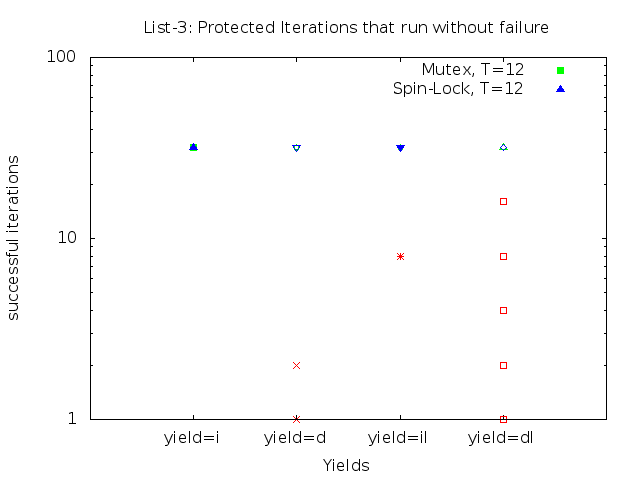 List-3: Protected Iterations that run without failure
100
Mutex, T=12
Spin-Lock, T=12
successful iterations
10
1
yield=i yield=d yield=il yield=dl
Yields